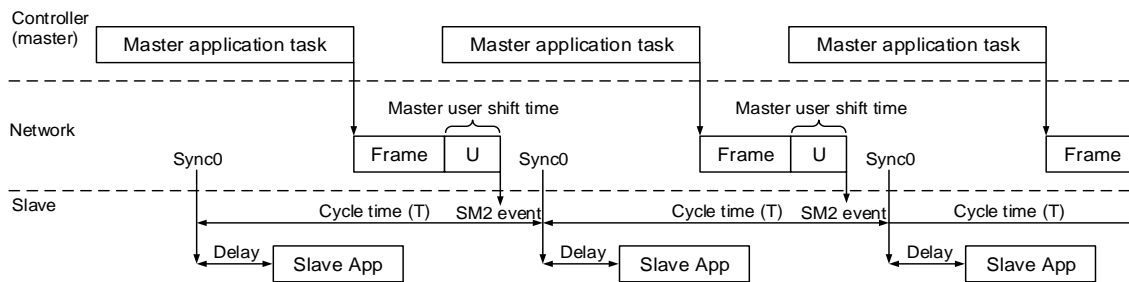 Controller
(master)
Master application task
Master application task
Master application task
Master user shift time
Master user shift time
Network
Frame
U
Frame
U
Frame
Sync0
Sync0
Sync0
Slave
Cycle time (T)
SM2 event
Cycle time (T)
SM2 event
Cycle time (T)
Delay
Slave App
Delay
Slave App
Delay
Slave App